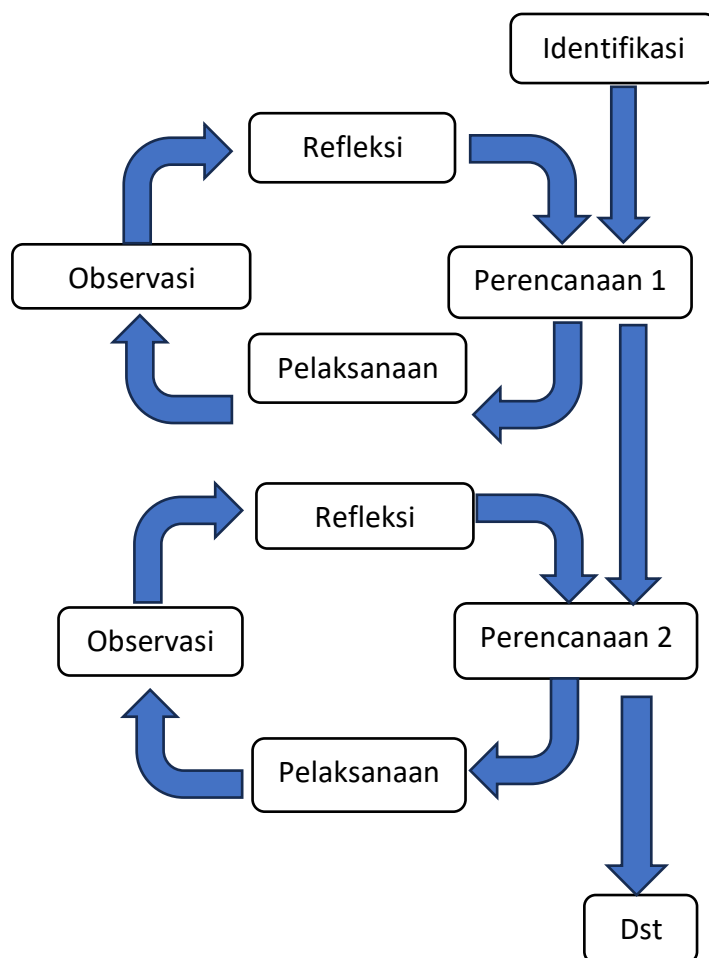 Identifikasi
Refleksi
Observasi
Perencanaan 1
Pelaksanaan
Refleksi
Observasi
Perencanaan 2
Pelaksanaan
Dst